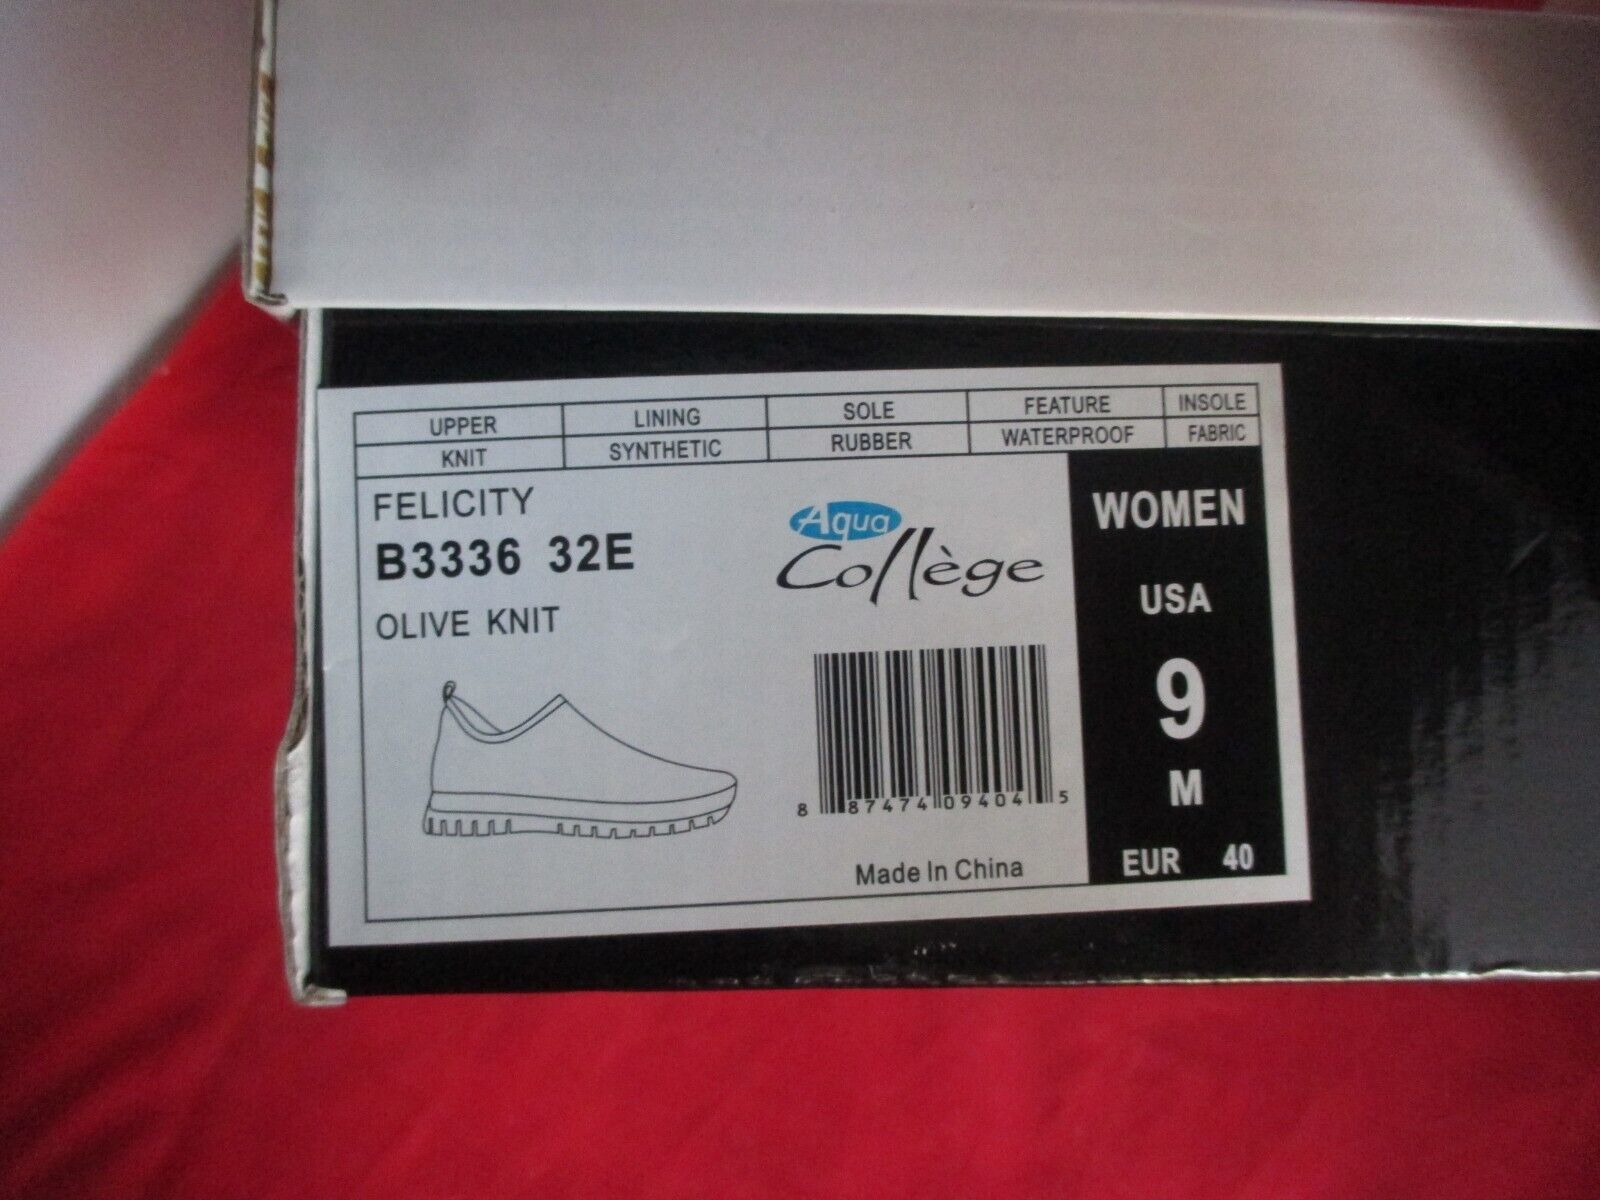 UPPER LINING SOLE FEATURE INSOLE
KNIT SYNTHETIC RUBBER WATERPROOF FABRIC
FELICITY
B3336 32E
OLIVE KNIT
Aqua
Collège
8 87474 09404 5
Made In China
WOMEN
USA
9
M
EUR 40